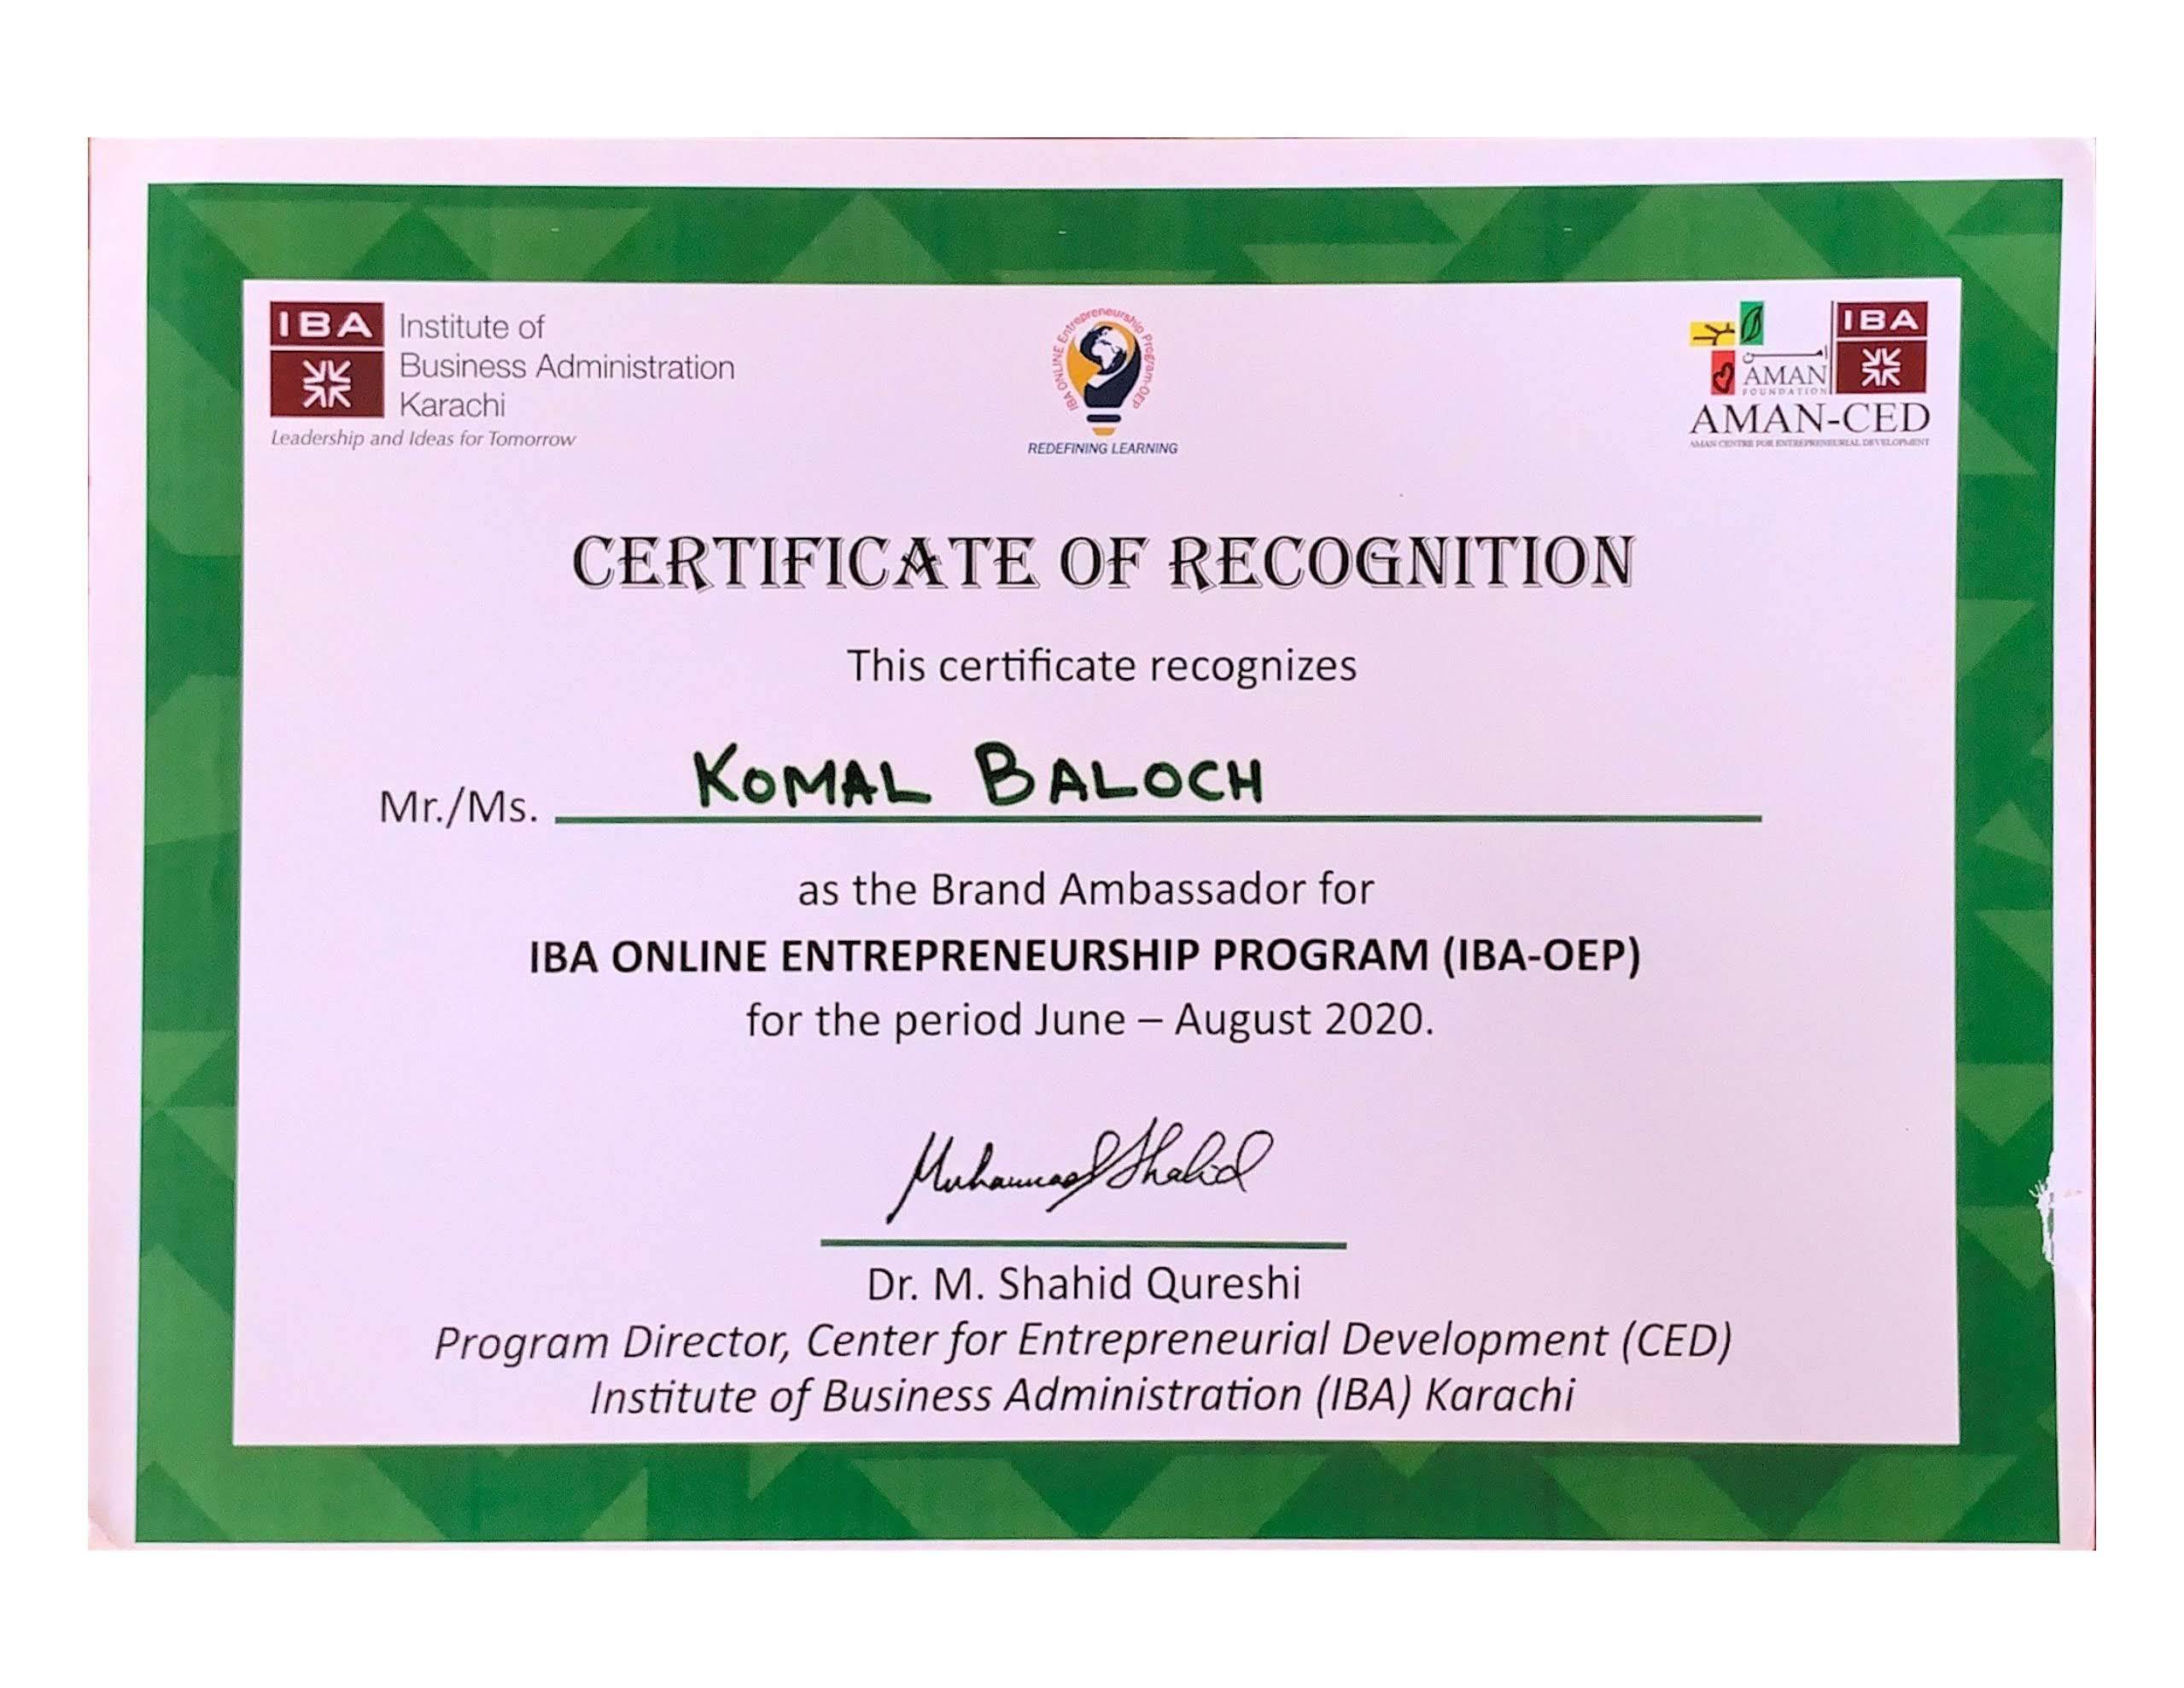 IBA
Institute of
Business Administration
Karachi
Leadership and Ideas for Tomorrow
IBA ONLINE Entrepreneurship Program-OEP
REDEFINING LEARNING
AMAN
FOUNDATION
IBA
AMAN-CED
AMAN CENTRE FOR ENTREPRENEURIAL DEVELOPMENT
CERTIFICATE OF RECOGNITION
This certificate recognizes
Mr./Ms. KOMAL BALOCH
as the Brand Ambassador for
IBA ONLINE ENTREPRENEURSHIP PROGRAM (IBA-OEP)
for the period June – August 2020.
Muhammad Shahid
Dr. M. Shahid Qureshi
Program Director, Center for Entrepreneurial Development (CED)
Institute of Business Administration (IBA) Karachi